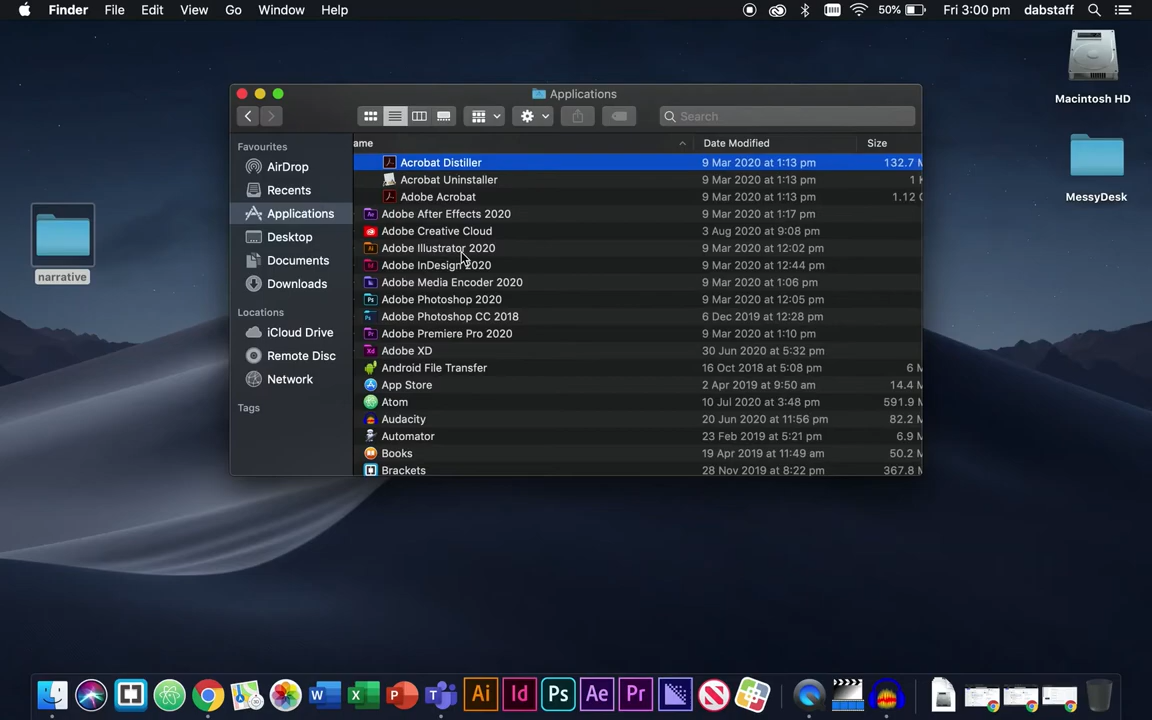 Finder File Edit View Go Window Help 50% Fri 3:00 pm dabstaff
Macintosh HD
MessyDesk
narrative
Applications
Search
Favourites
AirDrop
Recents
Applications
Desktop
Documents
Downloads
Locations
iCloud Drive
Remote Disc
Network
Tags
ame Date Modified Size
Acrobat Distiller 9 Mar 2020 at 1:13 pm 132.7 M
Acrobat Uninstaller 9 Mar 2020 at 1:13 pm 1 K
Adobe Acrobat 9 Mar 2020 at 1:13 pm 1.12 G
Adobe After Effects 2020 9 Mar 2020 at 1:17 pm
Adobe Creative Cloud 3 Aug 2020 at 9:08 pm
Adobe Illustrator 2020 9 Mar 2020 at 12:02 pm
Adobe InDesign 2020 9 Mar 2020 at 12:44 pm
Adobe Media Encoder 2020 9 Mar 2020 at 1:06 pm
Adobe Photoshop 2020 9 Mar 2020 at 12:05 pm
Adobe Photoshop CC 2018 6 Dec 2019 at 12:28 pm
Adobe Premiere Pro 2020 9 Mar 2020 at 1:10 pm
Adobe XD 30 Jun 2020 at 5:32 pm
Android File Transfer 16 Oct 2018 at 5:08 pm 6 M
App Store 2 Apr 2019 at 9:50 am 14.4 M
Atom 10 Jul 2020 at 3:48 pm 591.9 M
Audacity 20 Jun 2020 at 11:56 pm 82.2 M
Automator 23 Feb 2019 at 5:21 pm 6.9 M
Books 19 Apr 2019 at 11:49 am 50.2 M
Brackets 28 Nov 2019 at 8:22 pm 367.8 M
W X P T Ai Id Ps Ae Pr